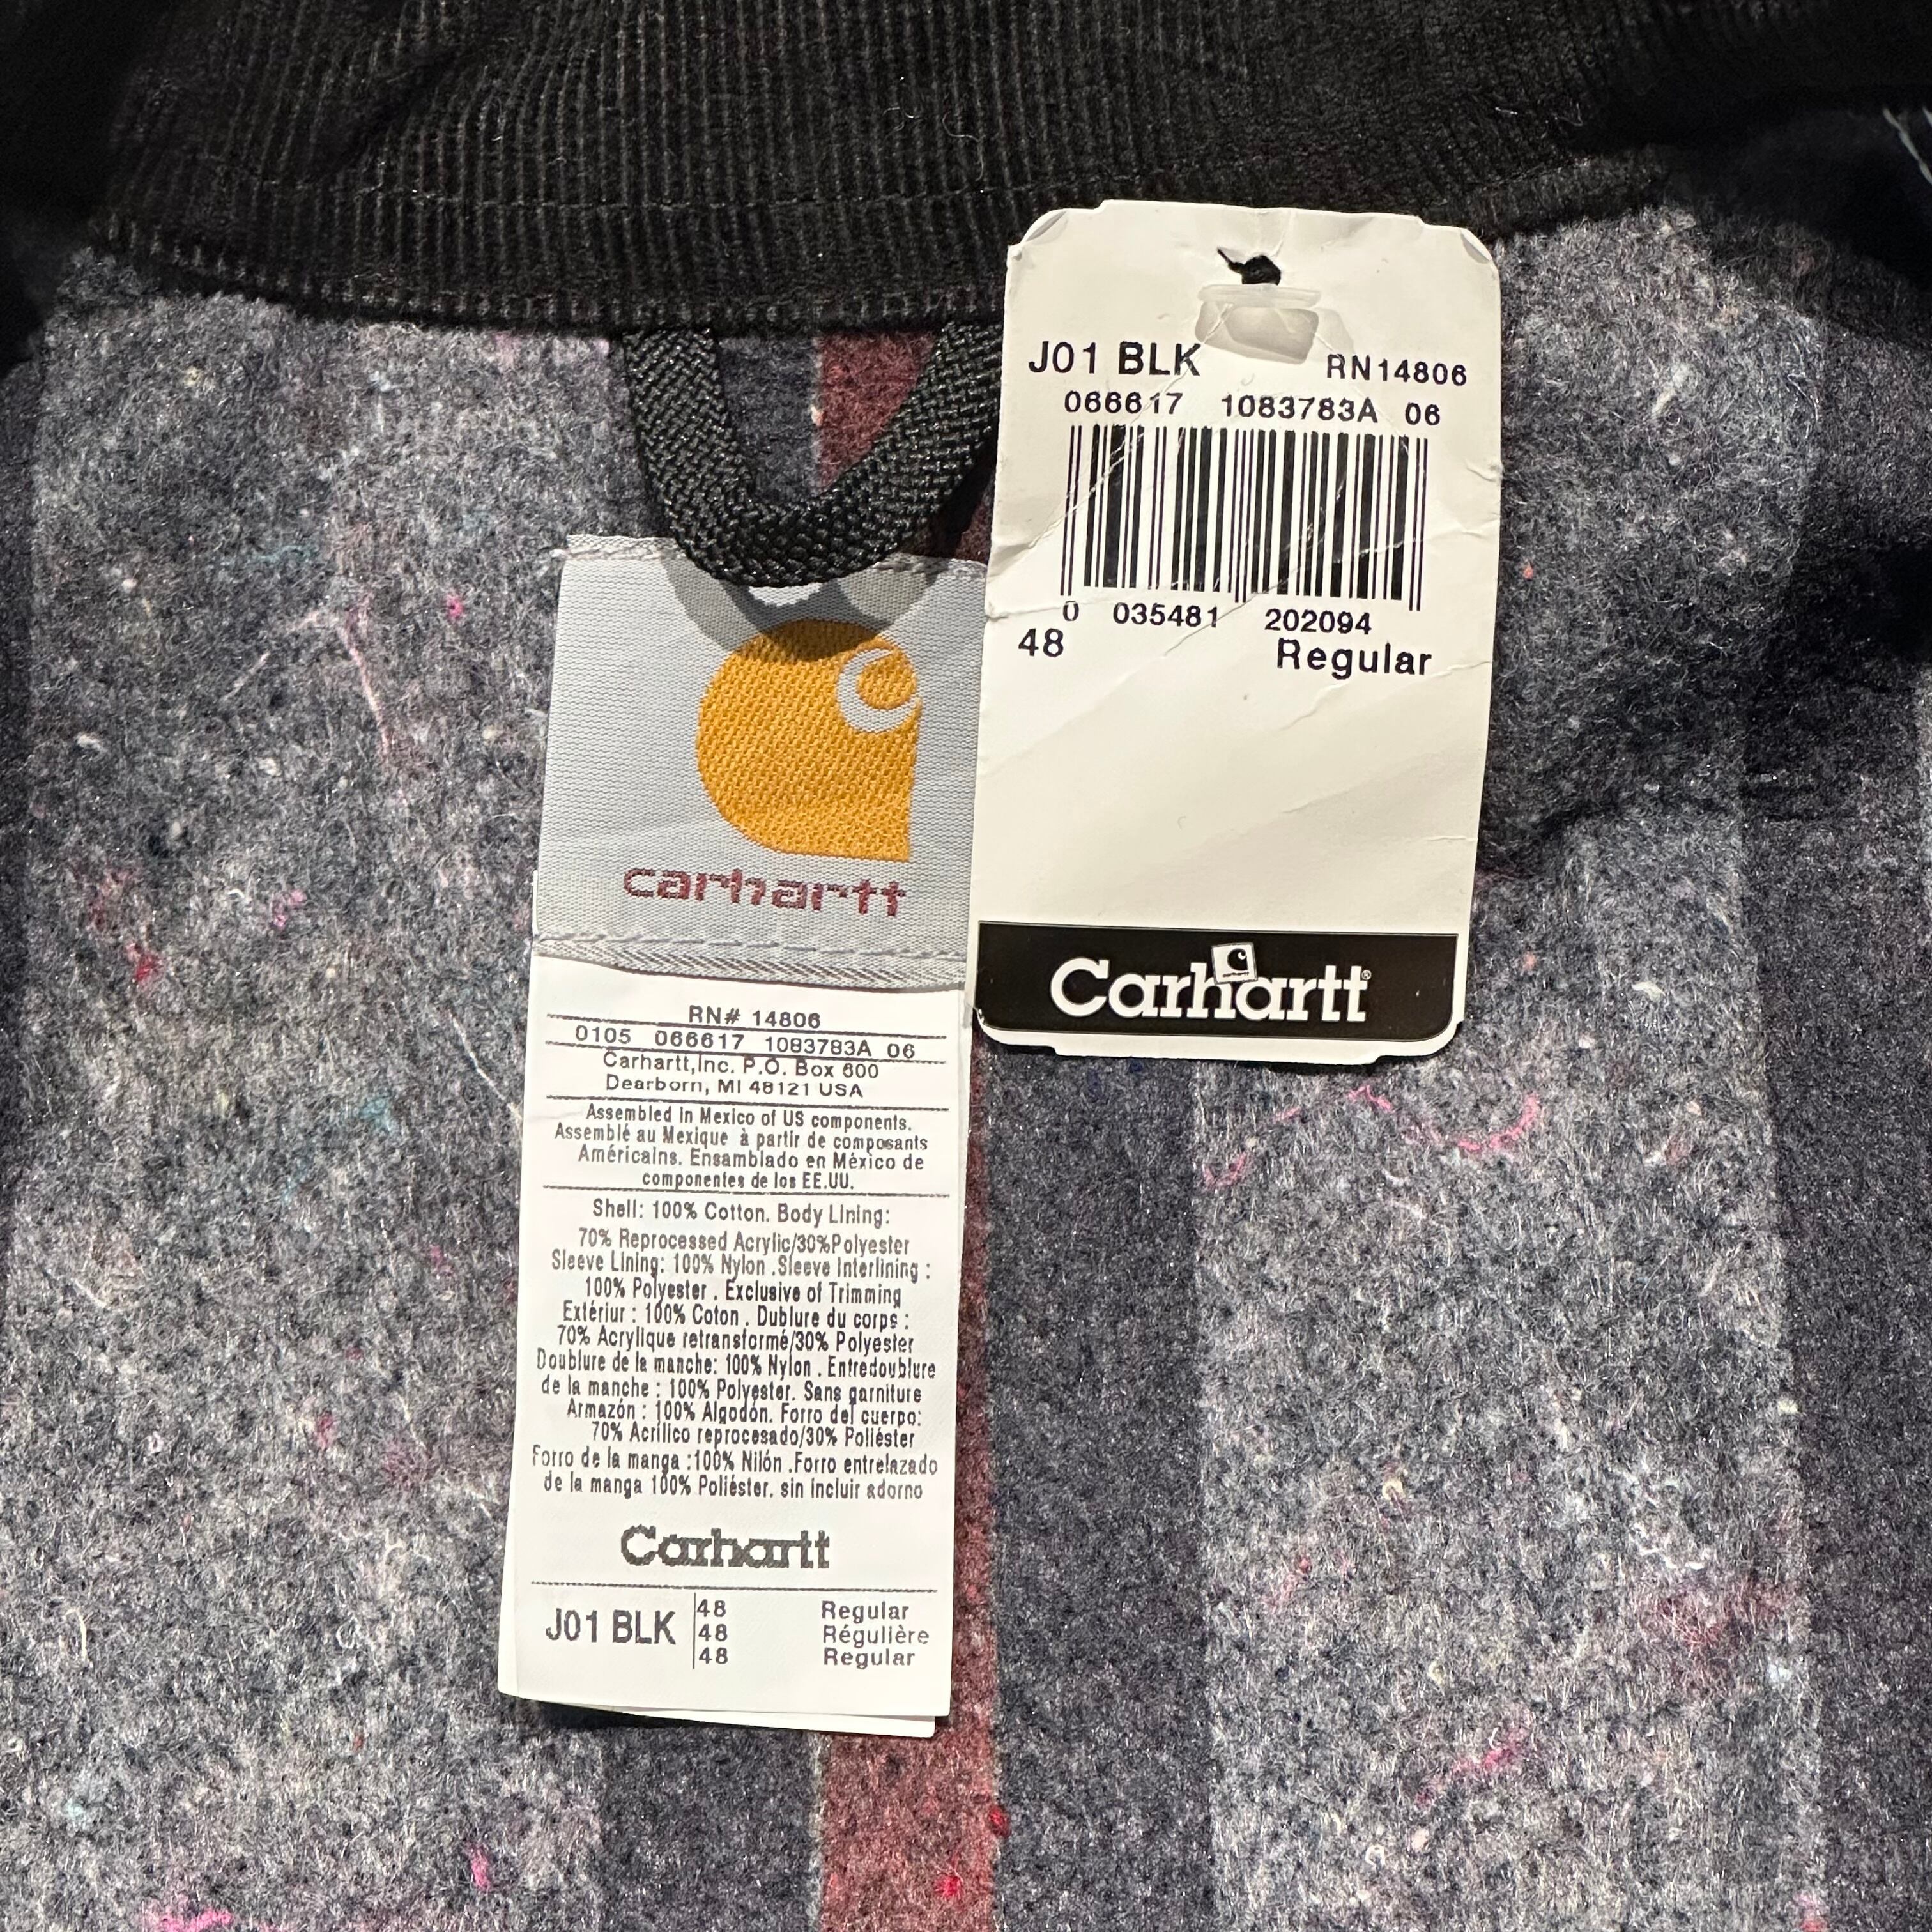 J01 BLK RN14806
066617 1083783A 06
0 035481 202094
48 Regular
Carhartt®
carhartt
RN# 14806
0105 066617 1083783A 06
Carhartt,Inc. P.O. Box 600
Dearborn, MI 48121 USA
Assembled in Mexico of US components.
Assemblé au Mexique à partir de composants
Américains. Ensamblado en México de
componentes de los EE.UU.
Shell: 100% Cotton. Body Lining:
70% Reprocessed Acrylic/30%Polyester
Sleeve Lining: 100% Nylon .Sleeve Interlining :
100% Polyester . Exclusive of Trimming
Extériur : 100% Coton . Dublure du corps :
70% Acrylique retransformé/30% Polyester
Doublure de la manche: 100% Nylon . Entredoublure
de la manche : 100% Polyester. Sans garniture
Armazón : 100% Algodón. Forro del cuerpo:
70% Acrílico reprocesado/30% Poliéster
Forro de la manga :100% Nilón .Forro entrelazado
de la manga 100% Poliéster. sin incluir adorno
Carhartt
J01 BLK
48 Regular
48 Régulière
48 Regular